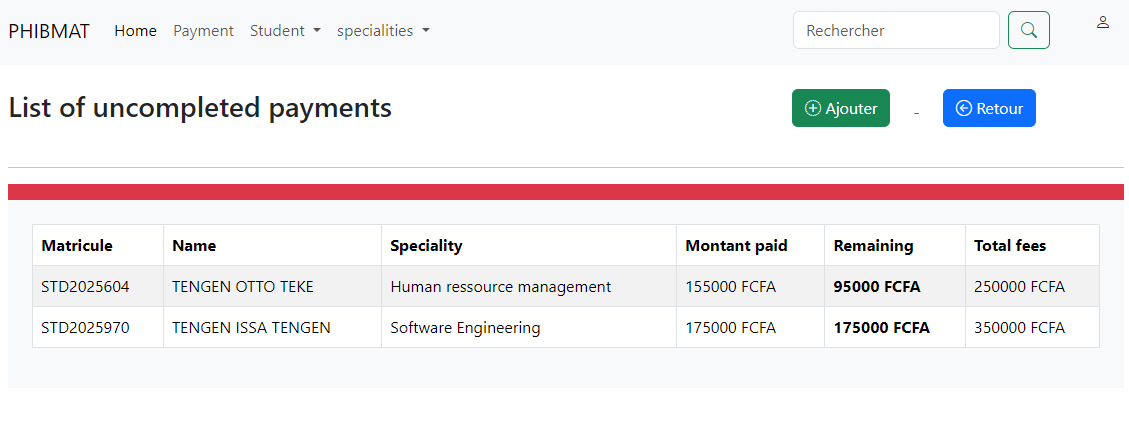 PHIBMAT Home Payment Student specialities Rechercher
List of uncompleted payments Ajouter - Retour
Matricule Name Speciality Montant paid Remaining Total fees
STD2025604 TENGEN OTTO TEKE Human ressource management 155000 FCFA 95000 FCFA 250000 FCFA
STD2025970 TENGEN ISSA TENGEN Software Engineering 175000 FCFA 175000 FCFA 350000 FCFA